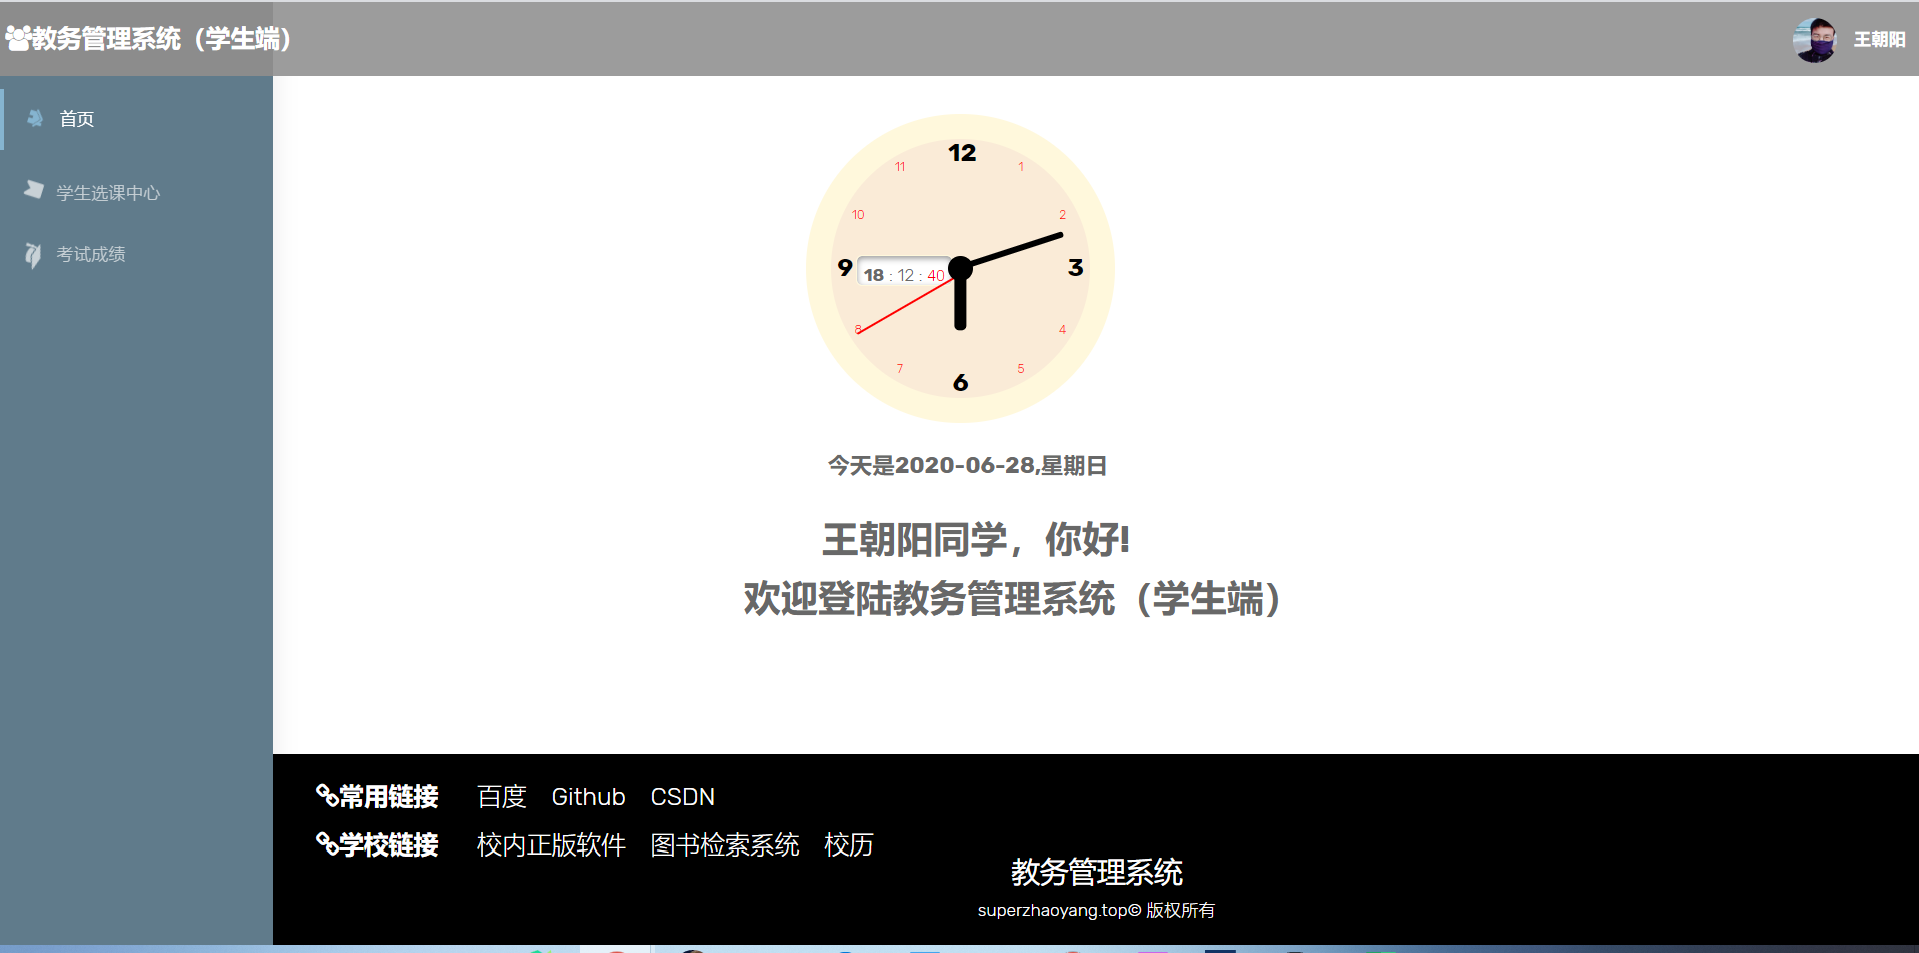 教务管理系统（学生端）
王朝阳
首页
学生选课中心
考试成绩
12
11
1
10
2
9
18 : 12 : 40
3
8
4
7
5
6
今天是2020-06-28,星期日
王朝阳同学，你好!
欢迎登陆教务管理系统（学生端）
常用链接 百度 Github CSDN
学校链接 校内正版软件 图书检索系统 校历
教务管理系统
superzhaoyang.top© 版权所有